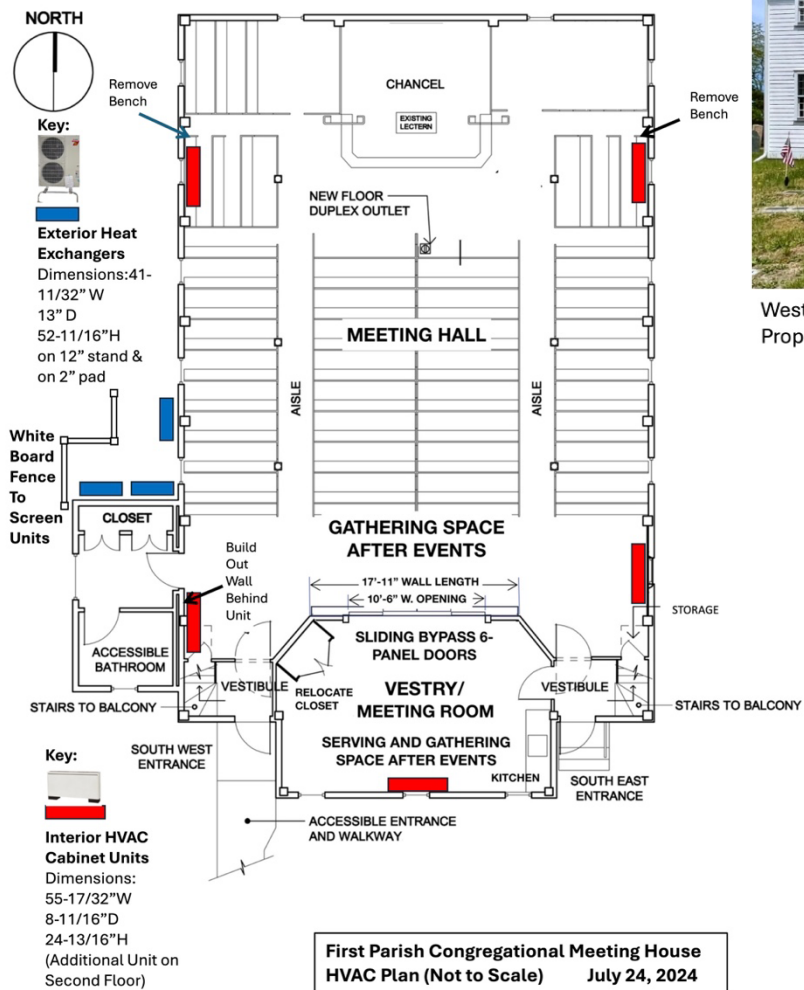 NORTH
Remove
Bench
Key:
Exterior Heat
Exchangers
Dimensions:41-
11/32” W
13” D
52-11/16”H
on 12” stand &
on 2” pad
White
Board
Fence
To
Screen
Units
CHANCEL
EXISTING
LECTERN
Remove
Bench
NEW FLOOR
DUPLEX OUTLET
MEETING HALL
AISLE
AISLE
West
Prop
CLOSET
Build
Out
Wall
Behind
Unit
GATHERING SPACE
AFTER EVENTS
17'-11" WALL LENGTH
10'-6" W. OPENING
SLIDING BYPASS 6-
PANEL DOORS
STORAGE
ACCESSIBLE
BATHROOM
VESTIBULE
RELOCATE
CLOSET
VESTRY/
MEETING ROOM
VESTIBULE
STAIRS TO BALCONY
STAIRS TO BALCONY
SOUTH WEST
ENTRANCE
SERVING AND GATHERING
SPACE AFTER EVENTS
KITCHEN
SOUTH EAST
ENTRANCE
ACCESSIBLE ENTRANCE
AND WALKWAY
Key:
Interior HVAC
Cabinet Units
Dimensions:
55-17/32”W
8-11/16”D
24-13/16”H
(Additional Unit on
Second Floor)
First Parish Congregational Meeting House
HVAC Plan (Not to Scale) July 24, 2024